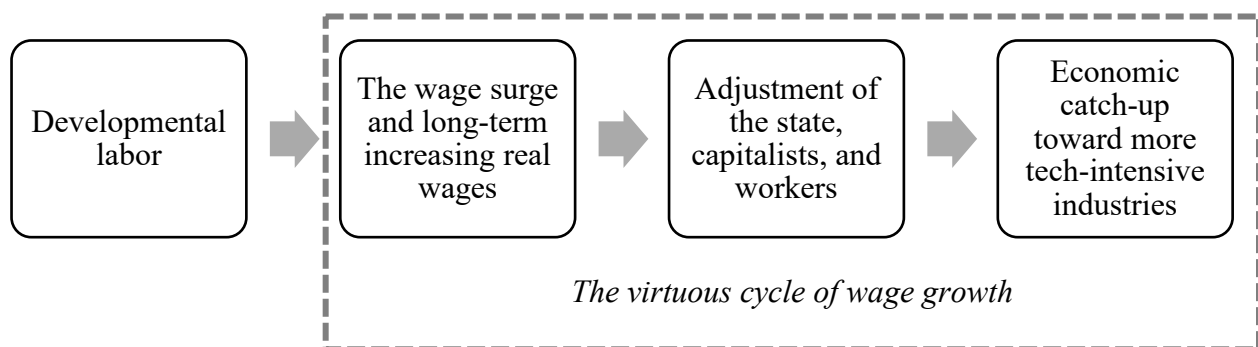 Developmental
labor
The wage surge
and long-term
increasing real
wages
Adjustment of
the state,
capitalists, and
workers
Economic
catch-up
toward more
tech-intensive
industries
The virtuous cycle of wage growth